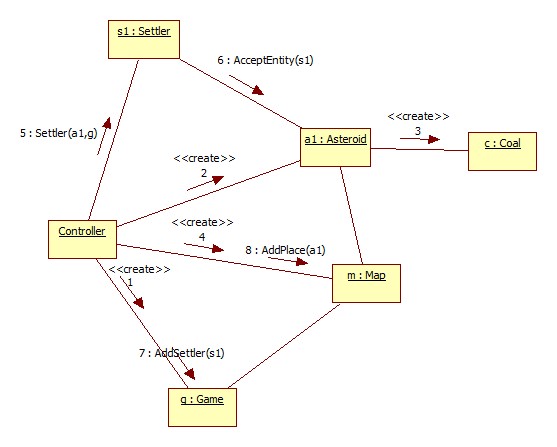 s1 : Settler
6 : AcceptEntity(s1)
<<create>>
3
5 : Settler(a1,g)
a1 : Asteroid
c : Coal
<<create>>
2
Controller
<<create>>
4
8 : AddPlace(a1)
<<create>>
1
m : Map
7 : AddSettler(s1)
g : Game